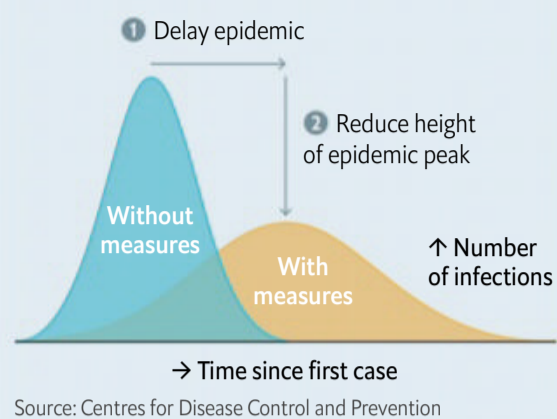 1 Delay epidemic
2 Reduce height
of epidemic peak
Without
measures
With
measures
↑ Number
of infections
→ Time since first case
Source: Centres for Disease Control and Prevention